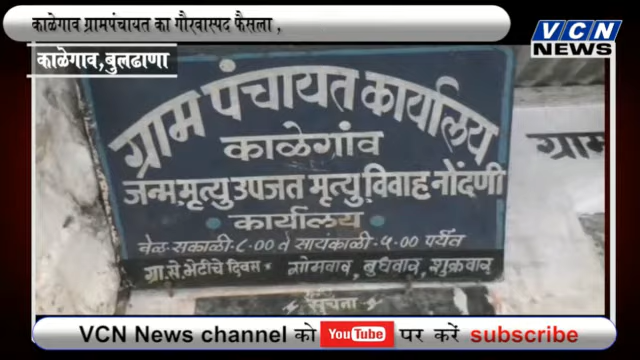 काळेगाव ग्रामपंचायत का गौरवास्पद फैसला ,
VCN
NEWS
काळेगाव,बुलढाणा
ग्राम पंचायत कार्यालय
काळेगांव
जन्म,मृत्यु उपजत मृत्यु,विवाह नोंदणी
कार्यालय
वेळ-सकाळी-८-०० ते सायंकाळी-५-०० पर्यंत
ग्रा.से.भेटीचे दिवस सोमवार, बुधवार, शुक्रवार
सूचना
ग्राम
VCN News channel को YouTube पर करें subscribe